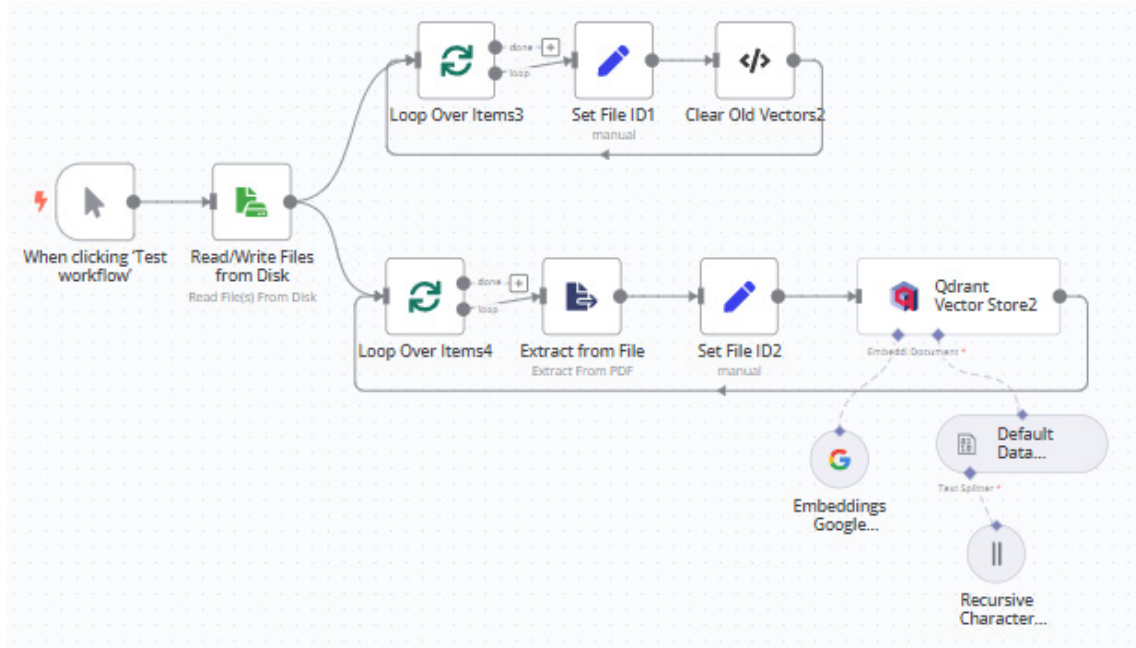 done
loop
Loop Over Items3
Set File ID1
manual
</>
Clear Old Vectors2
When clicking ‘Test
workflow’
Read/Write Files
from Disk
Read File(s) From Disk
done
loop
Loop Over Items4
Extract from File
Extract From PDF
Set File ID2
manual
Qdrant
Vector Store2
Embeddi Document *
Embeddings
Google...
Default
Data...
Text Splitter *
Recursive
Character...